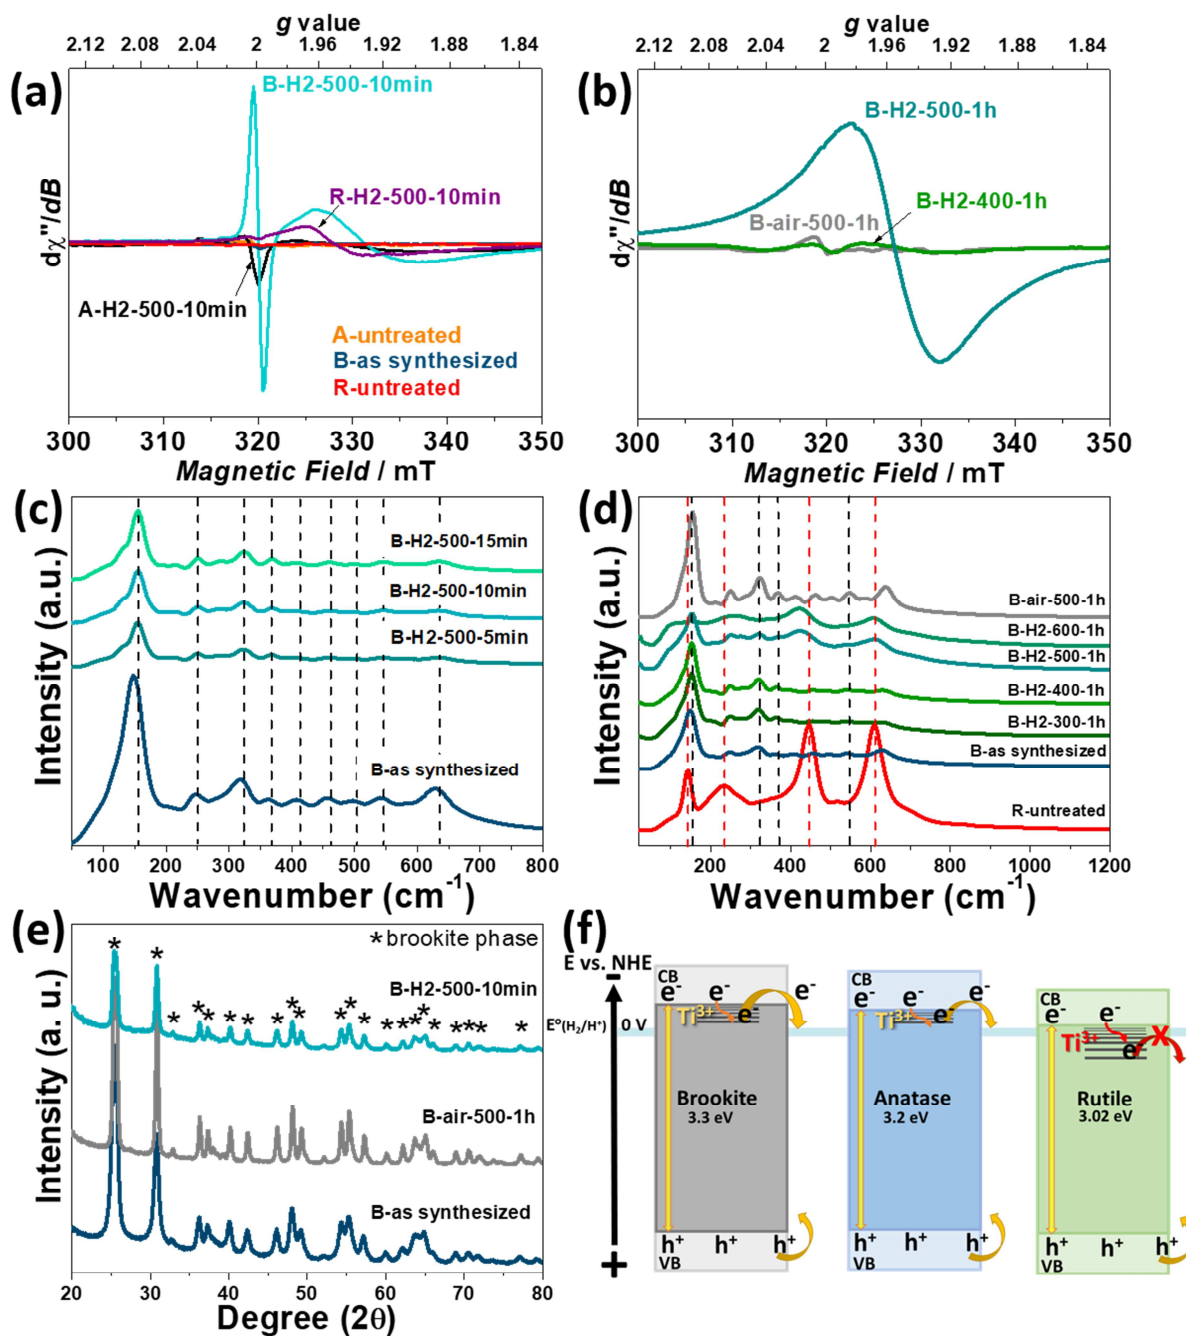 g value
2.12 2.08 2.04 2 1.96 1.92 1.88 1.84
(a)
B-H2-500-10min
R-H2-500-10min
A-H2-500-10min
A-untreated
B-as synthesized
R-untreated
dχ"/dB
300 310 320 330 340 350
Magnetic Field / mT
g value
2.12 2.08 2.04 2 1.96 1.92 1.88 1.84
(b)
B-H2-500-1h
B-H2-400-1h
B-air-500-1h
dχ"/dB
300 310 320 330 340 350
Magnetic Field / mT
(c)
B-H2-500-15min
B-H2-500-10min
B-H2-500-5min
B-as synthesized
Intensity (a.u.)
100 200 300 400 500 600 700 800
Wavenumber (cm⁻¹)
(d)
B-air-500-1h
B-H2-600-1h
B-H2-500-1h
B-H2-400-1h
B-H2-300-1h
B-as synthesized
R-untreated
Intensity (a.u.)
200 400 600 800 1000 1200
Wavenumber (cm⁻¹)
(e)
* brookite phase
B-H2-500-10min
B-air-500-1h
B-as synthesized
Intensity (a. u.)
20 30 40 50 60 70 80
Degree (2θ)
(f)
E vs. NHE
-
E°(H₂/H⁺) 0 V
+
CB
e⁻ e⁻ e⁻
Ti³⁺ e⁻
Brookite
3.3 eV
h⁺ h⁺ h⁺
VB
CB
e⁻ e⁻ e⁻
Ti³⁺ e⁻
Anatase
3.2 eV
h⁺ h⁺ h⁺
VB
CB
e⁻ e⁻ X
Ti³⁺ e⁻
Rutile
3.02 eV
h⁺ h⁺ h⁺
VB